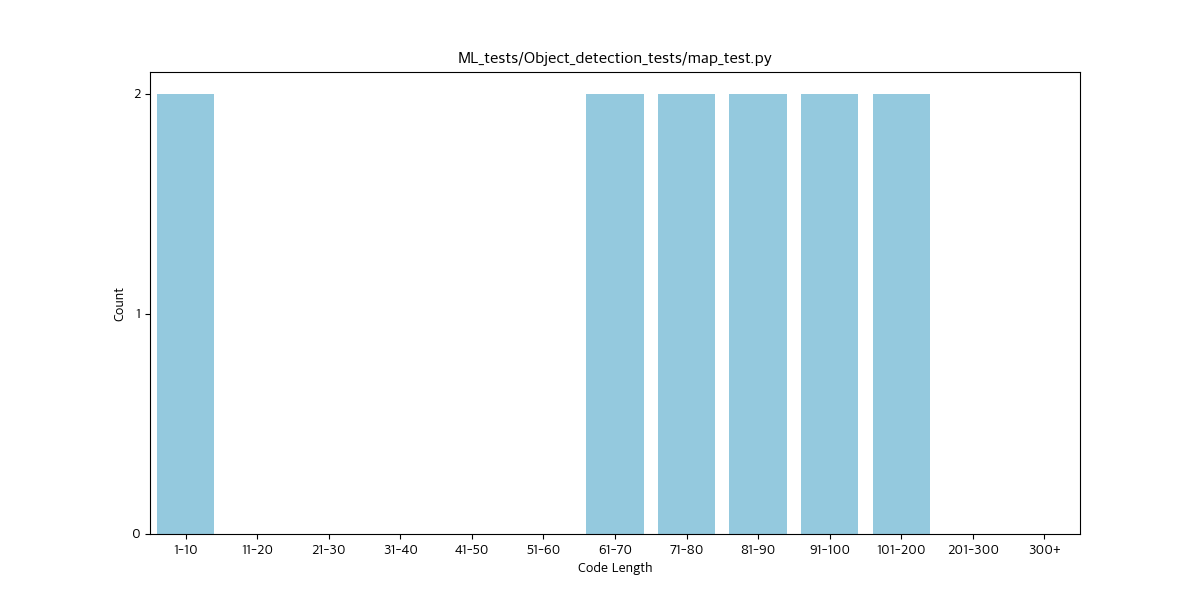 ML_tests/Object_detection_tests/map_test.py
2
1
0
Count
1-10 11-20 21-30 31-40 41-50 51-60 61-70 71-80 81-90 91-100 101-200 201-300 300+
Code Length